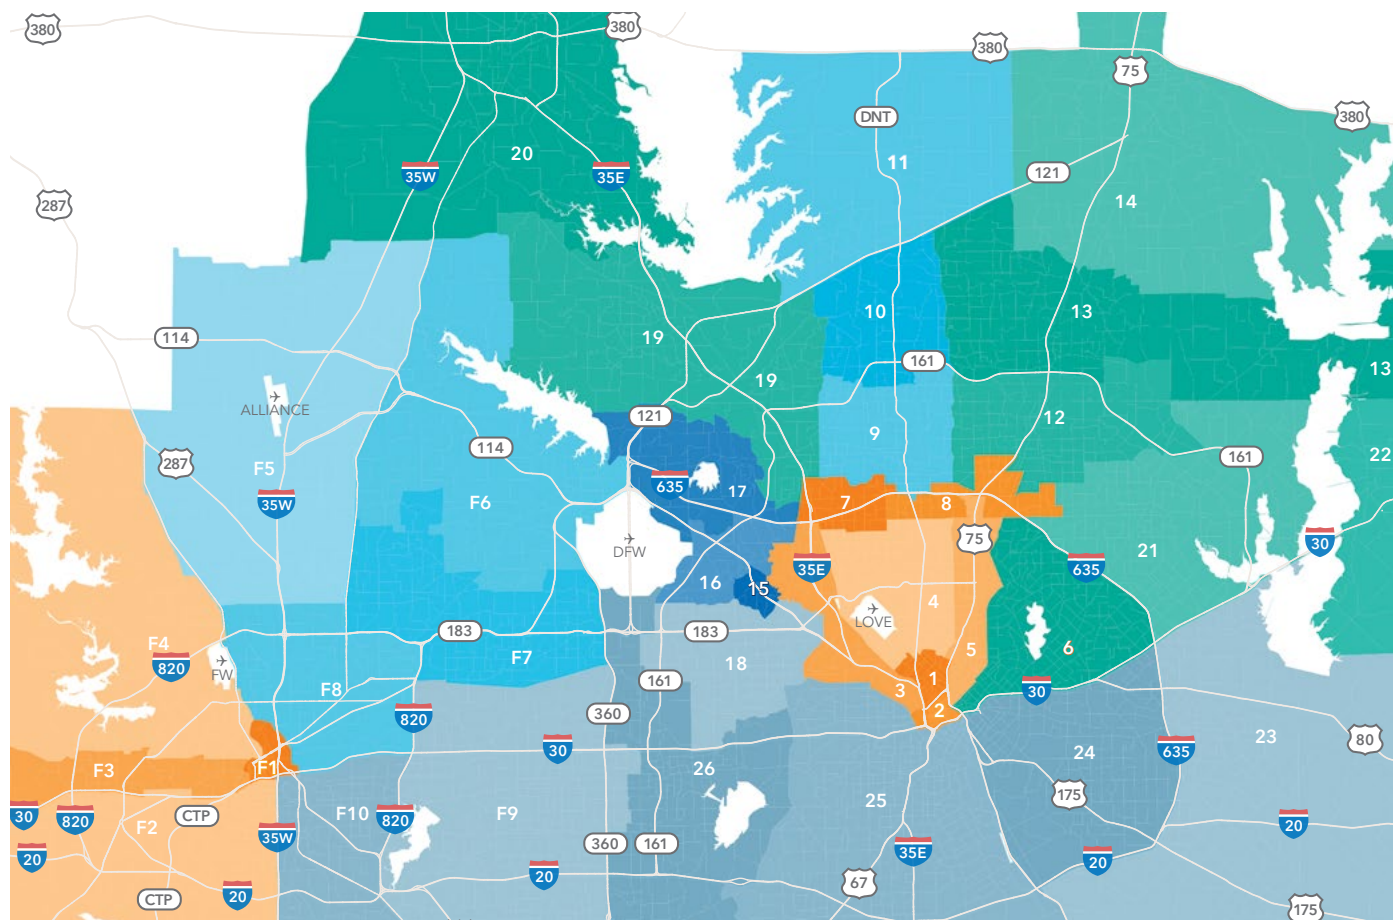 380
380
380
75
DNT
380
20
11
35W
35E
121
14
287
10
13
114
19
161
13
19
ALLIANCE
121
12
9
114
22
287
F5
161
635
17
35W
F6
7
8
75
30
DFW
21
35E
635
16
15
4
LOVE
183
183
F4
5
6
F7
18
820
FW
161
1
F8
3
30
2
360
820
23
80
30
24
635
F1
26
F3
175
25
F9
30
820
CTP
F10
820
F2
20
35W
360
161
35E
20
20
20
67
20
CTP
175